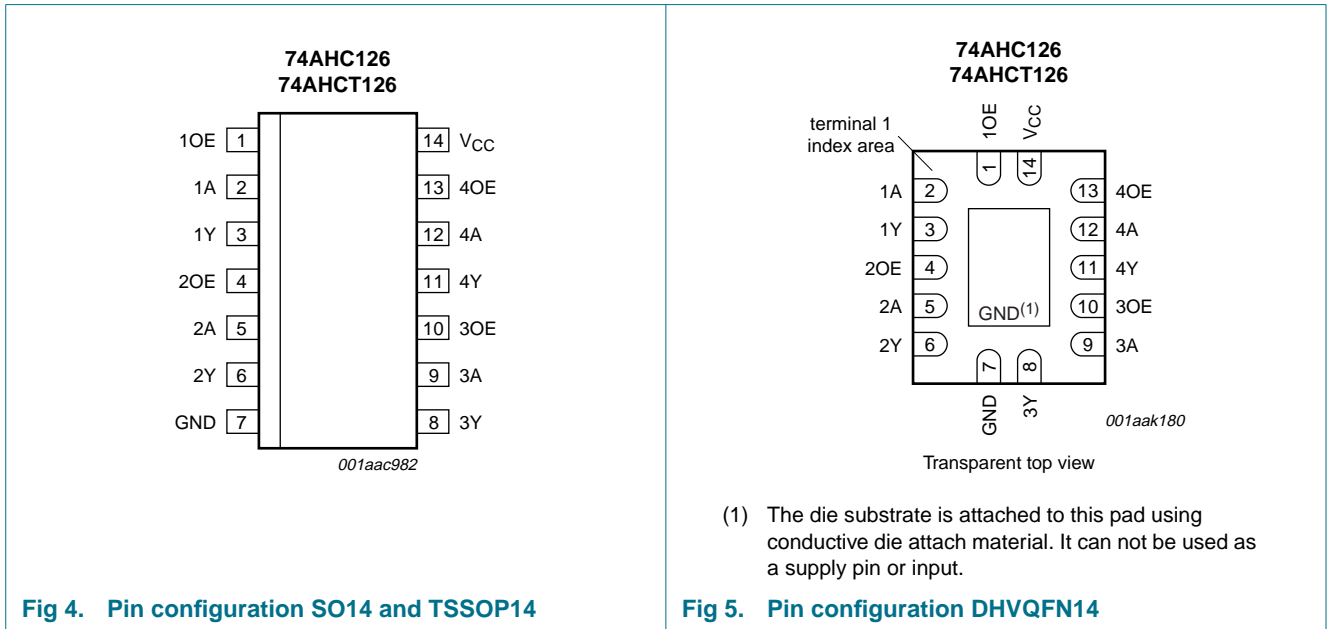 74AHC126
74AHCT126
1OE 1 14 VCC
1A 2 13 4OE
1Y 3 12 4A
2OE 4 11 4Y
2A 5 10 3OE
2Y 6 9 3A
GND 7 8 3Y
001aac982
Fig 4. Pin configuration SO14 and TSSOP14
74AHC126
74AHCT126
terminal 1
index area
1OE VCC
1 14
1A 2 13 4OE
1Y 3 12 4A
2OE 4 11 4Y
2A 5 10 3OE
GND(1)
2Y 6 9 3A
7 8
GND 3Y
001aak180
Transparent top view
(1) The die substrate is attached to this pad using
conductive die attach material. It can not be used as
a supply pin or input.
Fig 5. Pin configuration DHVQFN14